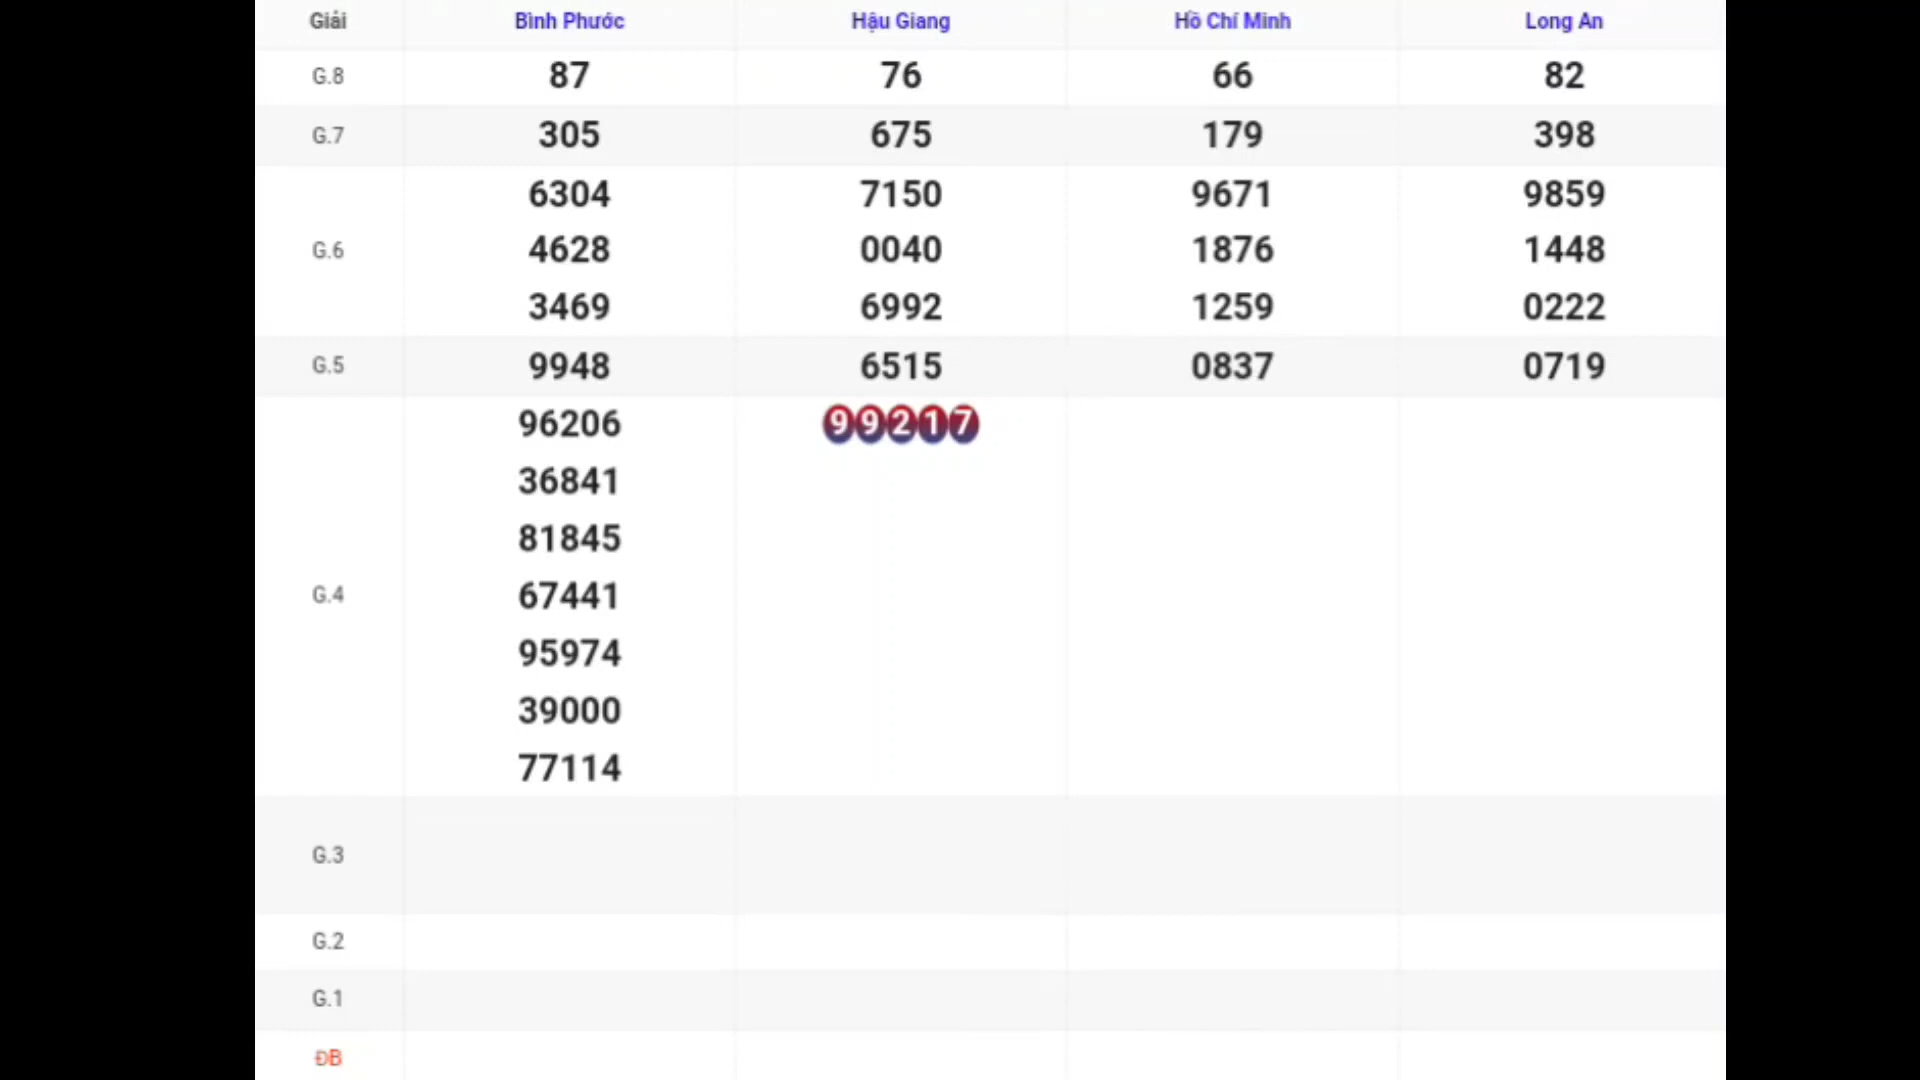 Giải Bình Phước Hậu Giang Hồ Chí Minh Long An
G.8 87 76 66 82
G.7 305 675 179 398
6304 7150 9671 9859
G.6 4628 0040 1876 1448
3469 6992 1259 0222
G.5 9948 6515 0837 0719
96206 99217
36841
81845
G.4 67441
95974
39000
77114
G.3
G.2
G.1
ĐB